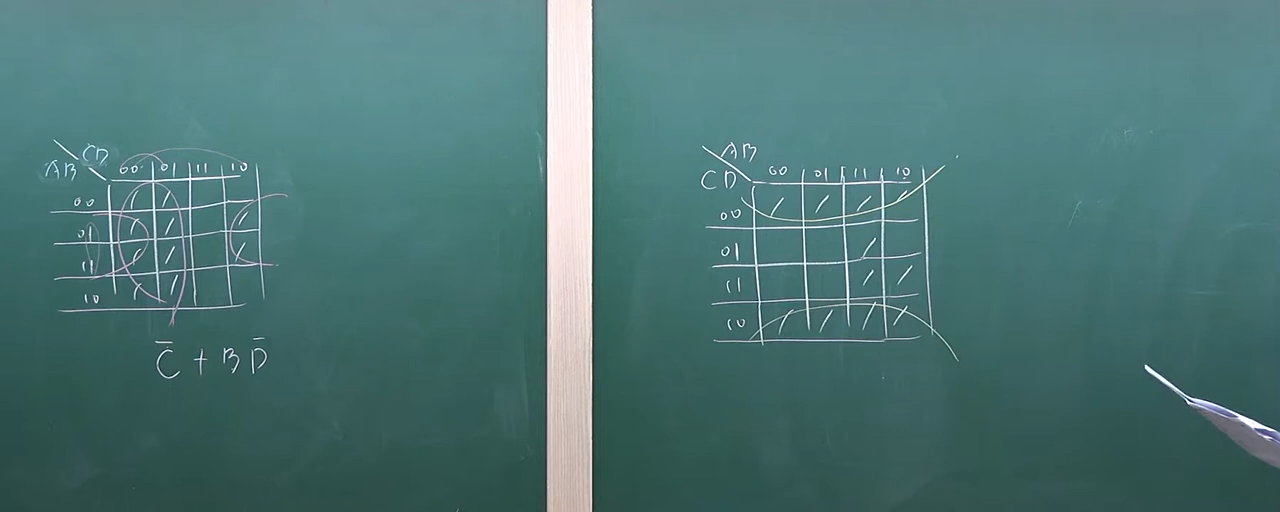 CD
AB 00 01 11 10
00 / /
01 / / /
11 / / /
10 / /
C̄ + B D̄
AB
CD 00 01 11 10
00 / / / /
01 /
11 / /
10 / / / /